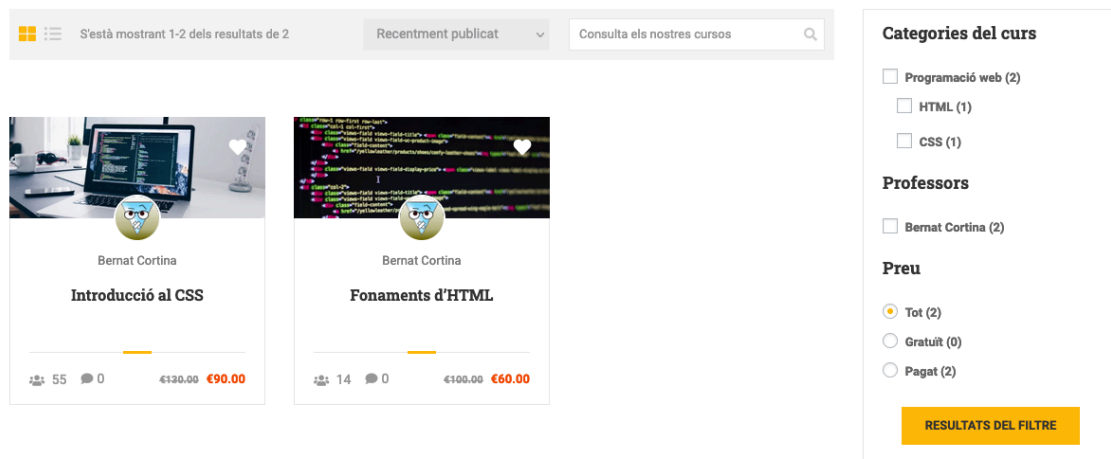 S'està mostrant 1-2 dels resultats de 2
Recentment publicat
Consulta els nostres cursos
Bernat Cortina
Introducció al CSS
55
0
€130.00 €90.00
Bernat Cortina
Fonaments d'HTML
14
0
€100.00 €60.00
Categories del curs
Programació web (2)
HTML (1)
CSS (1)
Professors
Bernat Cortina (2)
Preu
Tot (2)
Gratuït (0)
Pagat (2)
RESULTATS DEL FILTRE